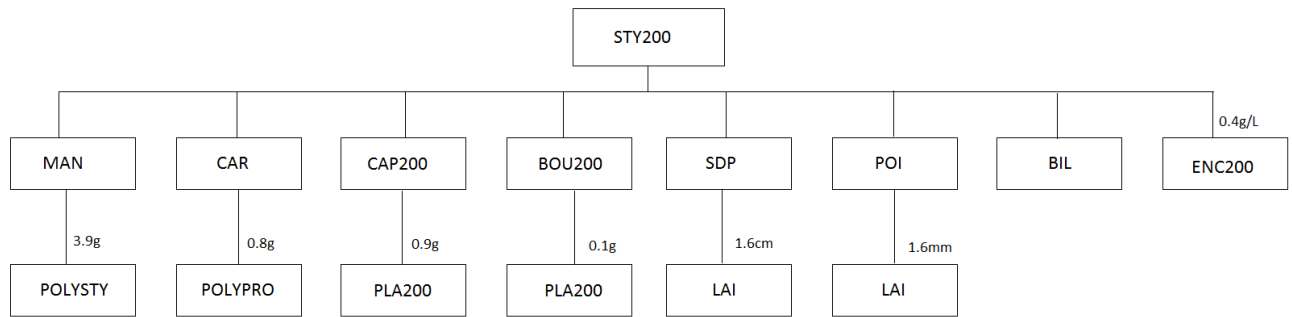 STY200
0.4g/L
MAN
CAR
CAP200
BOU200
SDP
POI
BIL
ENC200
3.9g
0.8g
0.9g
0.1g
1.6cm
1.6mm
POLYSTY
POLYPRO
PLA200
PLA200
LAI
LAI